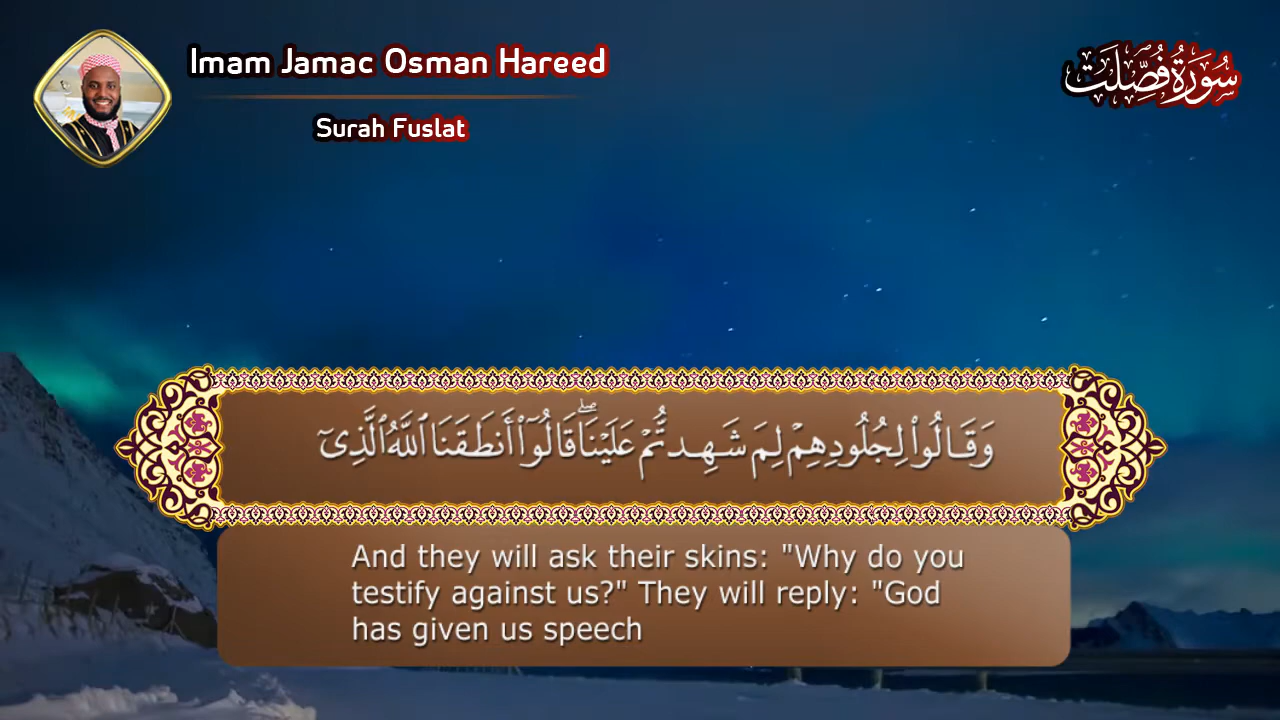 Imam Jamac Osman Hareed
Surah Fuslat
سُورَةُ فُصِّلَت
وَقَالُواْ لِجُلُودِهِمۡ لِمَ شَهِدتُّمۡ عَلَيۡنَاۖ قَالُوٓاْ أَنطَقَنَا ٱللَّهُ ٱلَّذِيٓ
And they will ask their skins: "Why do you
testify against us?" They will reply: "God
has given us speech